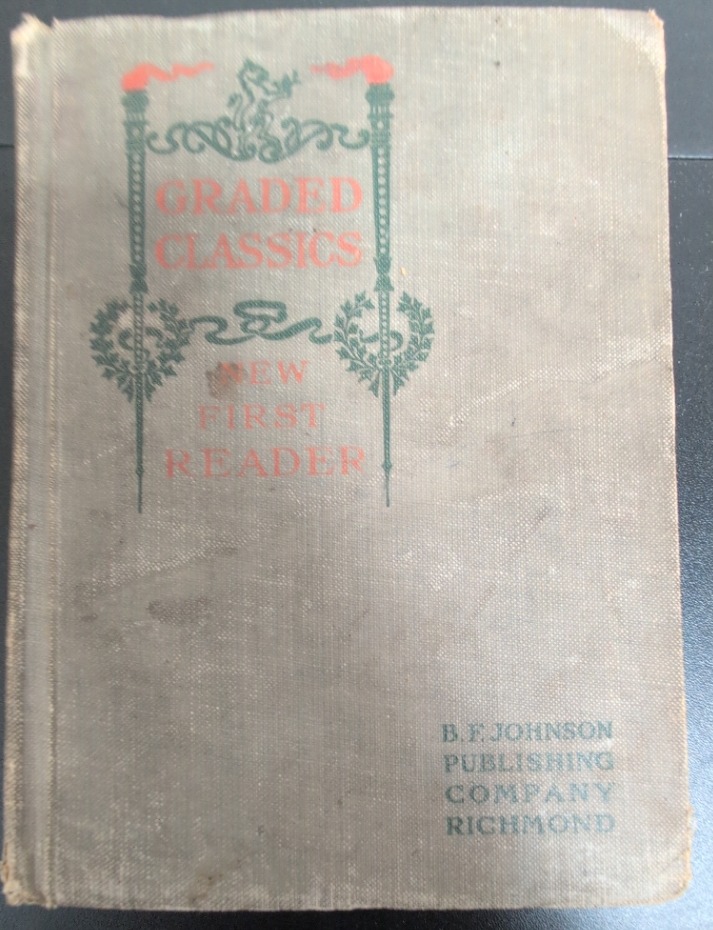 GRADED
CLASSICS
NEW
FIRST
READER
B. F. JOHNSON
PUBLISHING
COMPANY
RICHMOND